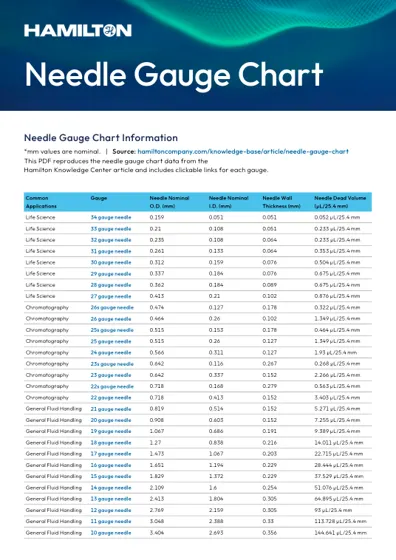 HAMILTON
Needle Gauge Chart
Needle Gauge Chart Information
*mm values are nominal. | Source: hamiltoncompany.com/knowledge-base/article/needle-gauge-chart
This PDF reproduces the needle gauge chart data from the
Hamilton Knowledge Center article and includes clickable links for each gauge.
Common Applications Gauge Needle Nominal O.D. (mm) Needle Nominal I.D. (mm) Needle Wall Thickness (mm) Needle Dead Volume (µL/25.4 mm)
Life Science 34 gauge needle 0.159 0.051 0.051 0.052 µL/25.4 mm
Life Science 33 gauge needle 0.21 0.108 0.051 0.233 µL/25.4 mm
Life Science 32 gauge needle 0.235 0.108 0.064 0.233 µL/25.4 mm
Life Science 31 gauge needle 0.261 0.133 0.064 0.353 µL/25.4 mm
Life Science 30 gauge needle 0.312 0.159 0.076 0.504 µL/25.4 mm
Life Science 29 gauge needle 0.337 0.184 0.076 0.675 µL/25.4 mm
Life Science 28 gauge needle 0.362 0.184 0.089 0.675 µL/25.4 mm
Life Science 27 gauge needle 0.413 0.21 0.102 0.876 µL/25.4 mm
Chromatography 26s gauge needle 0.474 0.127 0.178 0.322 µL/25.4 mm
Chromatography 26 gauge needle 0.464 0.26 0.102 1.349 µL/25.4 mm
Chromatography 25s gauge needle 0.515 0.153 0.178 0.464 µL/25.4 mm
Chromatography 25 gauge needle 0.515 0.26 0.127 1.349 µL/25.4 mm
Chromatography 24 gauge needle 0.566 0.311 0.127 1.93 µL/25.4 mm
Chromatography 23s gauge needle 0.642 0.116 0.267 0.268 µL/25.4 mm
Chromatography 23 gauge needle 0.642 0.337 0.152 2.266 µL/25.4 mm
Chromatography 22s gauge needle 0.718 0.168 0.279 0.563 µL/25.4 mm
Chromatography 22 gauge needle 0.718 0.413 0.152 3.403 µL/25.4 mm
General Fluid Handling 21 gauge needle 0.819 0.514 0.152 5.271 µL/25.4 mm
General Fluid Handling 20 gauge needle 0.908 0.603 0.152 7.255 µL/25.4 mm
General Fluid Handling 19 gauge needle 1.067 0.686 0.191 9.389 µL/25.4 mm
General Fluid Handling 18 gauge needle 1.27 0.838 0.216 14.011 µL/25.4 mm
General Fluid Handling 17 gauge needle 1.473 1.067 0.203 22.715 µL/25.4 mm
General Fluid Handling 16 gauge needle 1.651 1.194 0.229 28.444 µL/25.4 mm
General Fluid Handling 15 gauge needle 1.829 1.372 0.229 37.529 µL/25.4 mm
General Fluid Handling 14 gauge needle 2.109 1.6 0.254 51.076 µL/25.4 mm
General Fluid Handling 13 gauge needle 2.413 1.804 0.305 64.895 µL/25.4 mm
General Fluid Handling 12 gauge needle 2.769 2.159 0.305 93 µL/25.4 mm
General Fluid Handling 11 gauge needle 3.048 2.388 0.33 113.728 µL/25.4 mm
General Fluid Handling 10 gauge needle 3.404 2.693 0.356 144.641 µL/25.4 mm